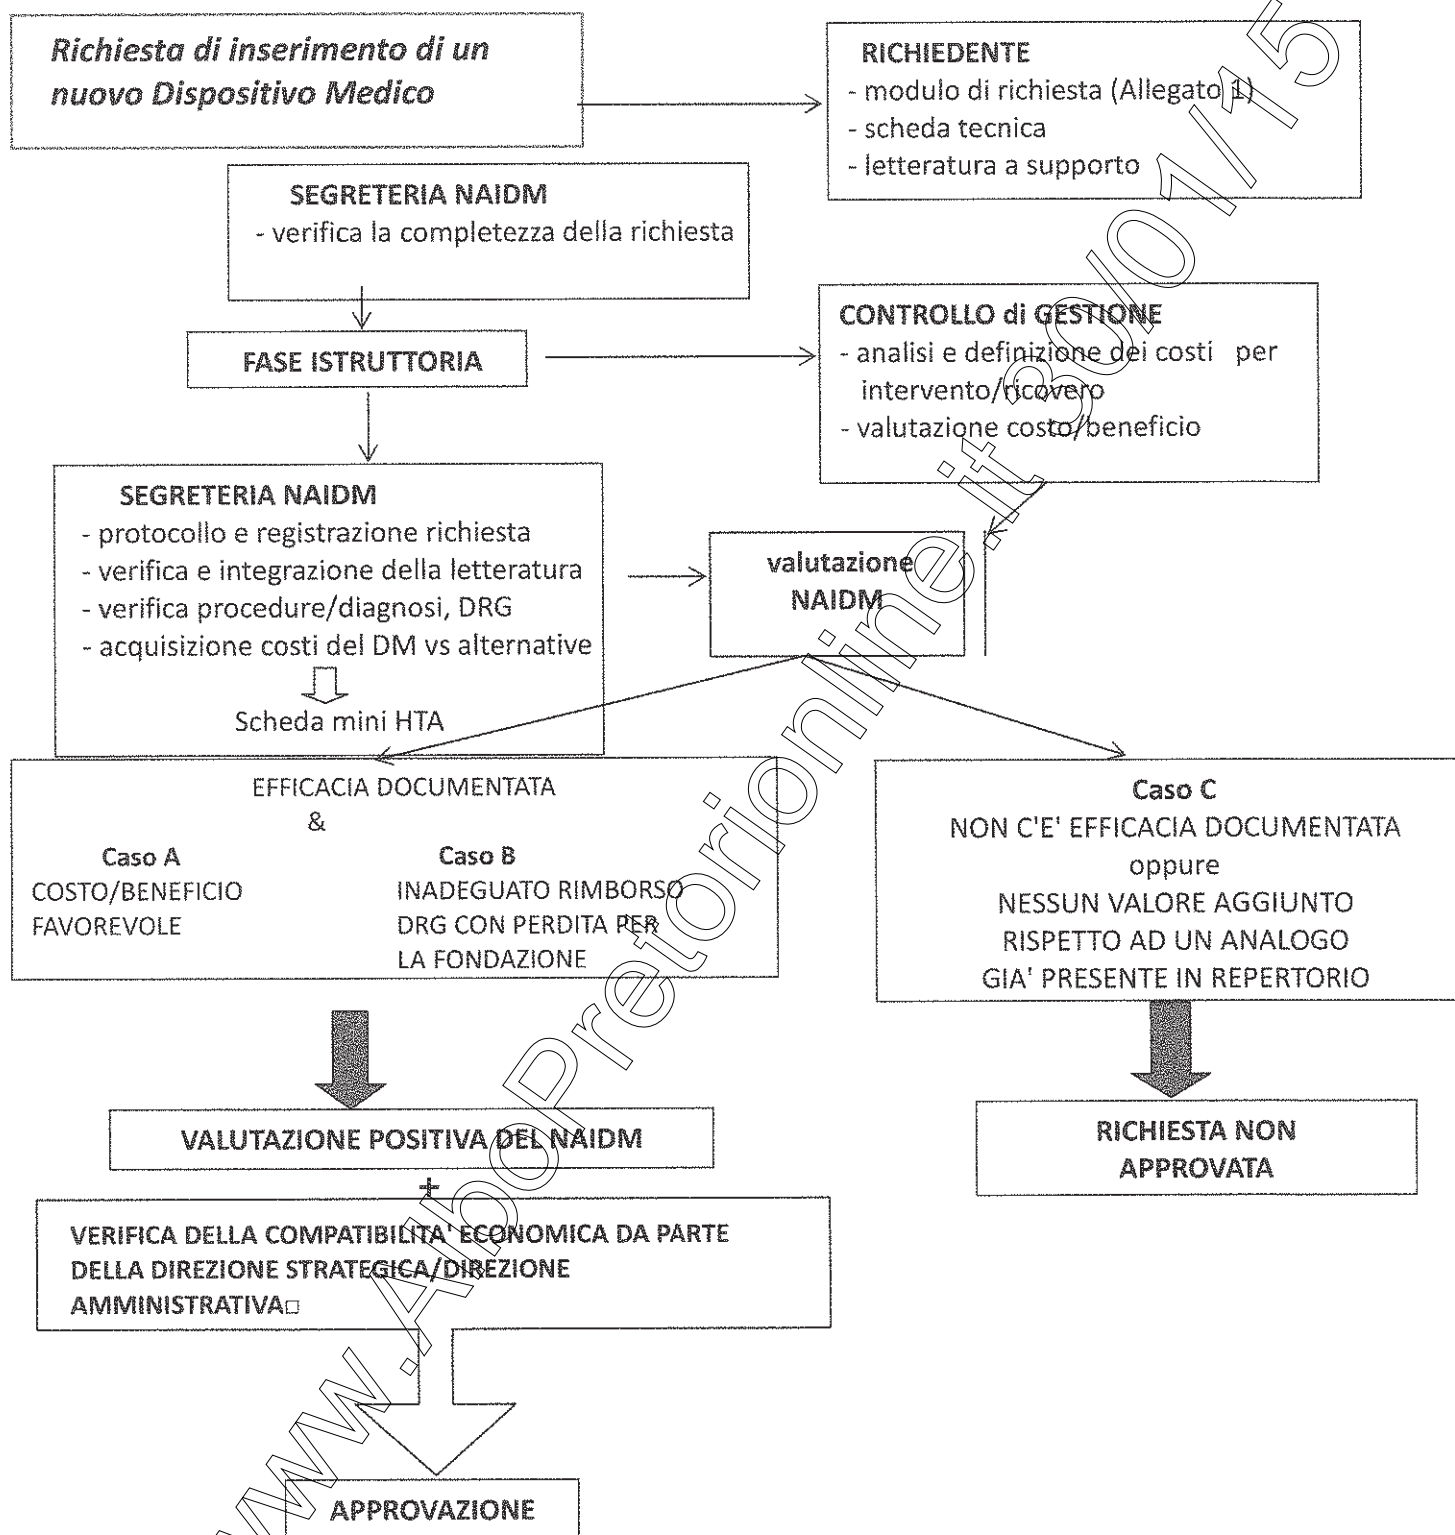 Richiesta di inserimento di un
nuovo Dispositivo Medico
RICHIEDENTE
- modulo di richiesta (Allegato 1)
- scheda tecnica
- letteratura a supporto
SEGRETERIA NAIDM
- verifica la completezza della richiesta
FASE ISTRUTTORIA
CONTROLLO di GESTIONE
- analisi e definizione dei costi per
intervento/ricovero
- valutazione costo/beneficio
SEGRETERIA NAIDM
- protocollo e registrazione richiesta
- verifica e integrazione della letteratura
- verifica procedure/diagnosi, DRG
- acquisizione costi del DM vs alternative
Scheda mini HTA
valutazione
NAIDM
EFFICACIA DOCUMENTATA
&
Caso A
COSTO/BENEFICIO
FAVOREVOLE
Caso B
INADEGUATO RIMBORSO
DRG CON PERDITA PER
LA FONDAZIONE
Caso C
NON C'E' EFFICACIA DOCUMENTATA
oppure
NESSUN VALORE AGGIUNTO
RISPETTO AD UN ANALOGO
GIA' PRESENTE IN REPERTORIO
VALUTAZIONE POSITIVA DEL NAIDM
+
VERIFICA DELLA COMPATIBILITA' ECONOMICA DA PARTE
DELLA DIREZIONE STRATEGICA/DIREZIONE
AMMINISTRATIVA□
RICHIESTA NON
APPROVATA
APPROVAZIONE
www.AlboPretorionline.it 30/01/15